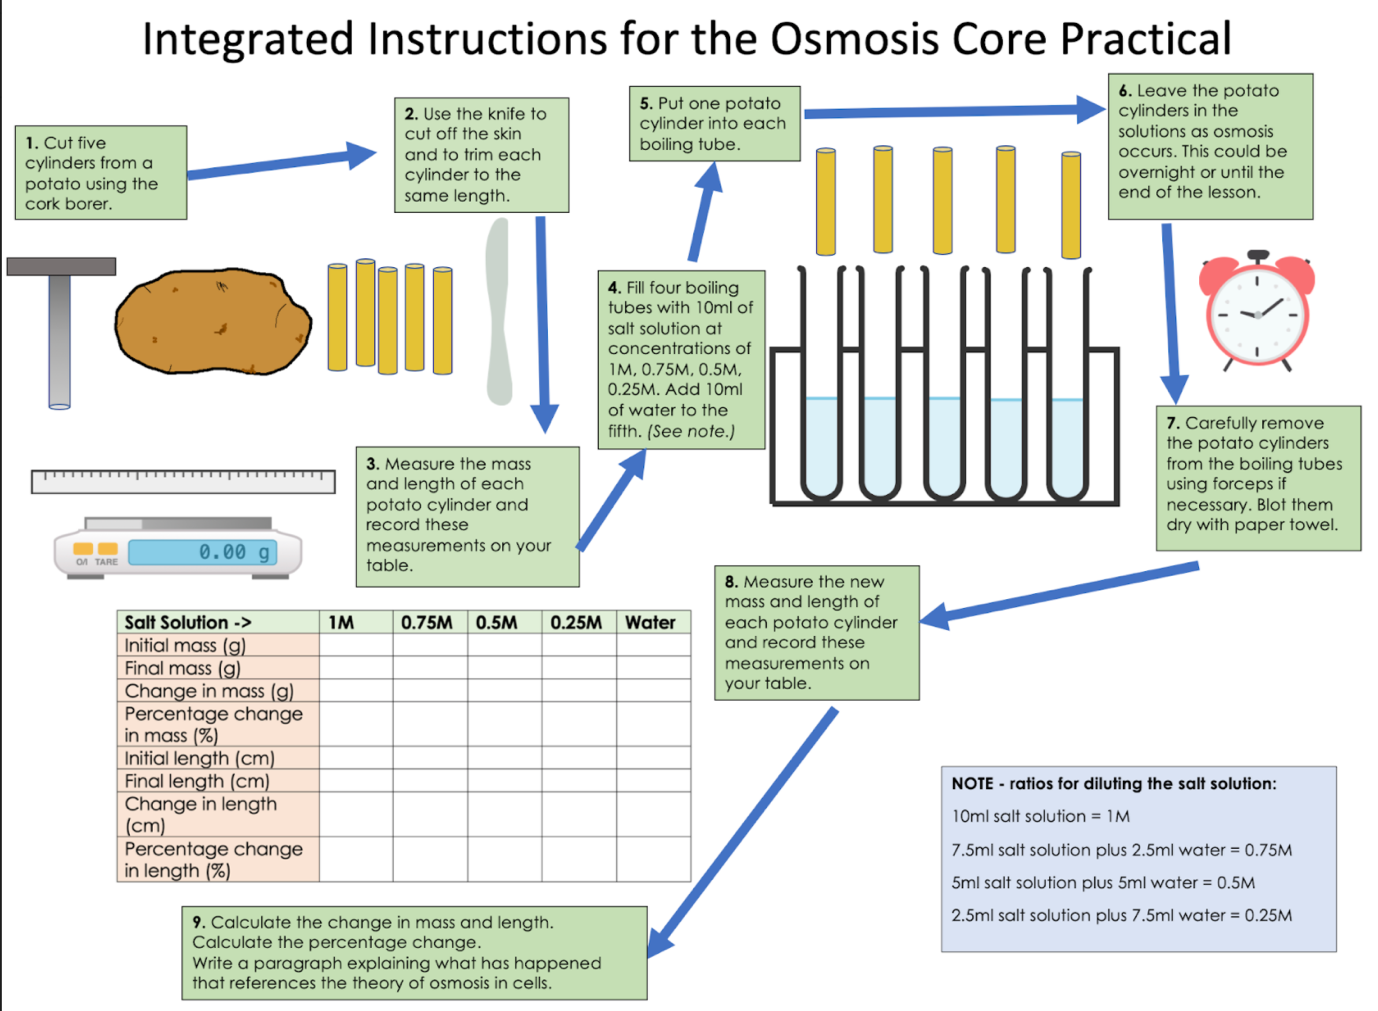 Integrated Instructions for the Osmosis Core Practical
1. Cut five
cylinders from a
potato using the
cork borer.
2. Use the knife to
cut off the skin
and to trim each
cylinder to the
same length.
3. Measure the mass
and length of each
potato cylinder and
record these
measurements on your
table.
4. Fill four boiling
tubes with 10ml of
salt solution at
concentrations of
1M, 0.75M, 0.5M,
0.25M. Add 10ml
of water to the
fifth. (See note.)
5. Put one potato
cylinder into each
boiling tube.
6. Leave the potato
cylinders in the
solutions as osmosis
occurs. This could be
overnight or until the
end of the lesson.
7. Carefully remove
the potato cylinders
from the boiling tubes
using forceps if
necessary. Blot them
dry with paper towel.
8. Measure the new
mass and length of
each potato cylinder
and record these
measurements on
your table.
O/I TARE 0.00 g
Salt Solution -> 1M 0.75M 0.5M 0.25M Water
Initial mass (g)
Final mass (g)
Change in mass (g)
Percentage change
in mass (%)
Initial length (cm)
Final length (cm)
Change in length
(cm)
Percentage change
in length (%)
9. Calculate the change in mass and length.
Calculate the percentage change.
Write a paragraph explaining what has happened
that references the theory of osmosis in cells.
NOTE - ratios for diluting the salt solution:
10ml salt solution = 1M
7.5ml salt solution plus 2.5ml water = 0.75M
5ml salt solution plus 5ml water = 0.5M
2.5ml salt solution plus 7.5ml water = 0.25M